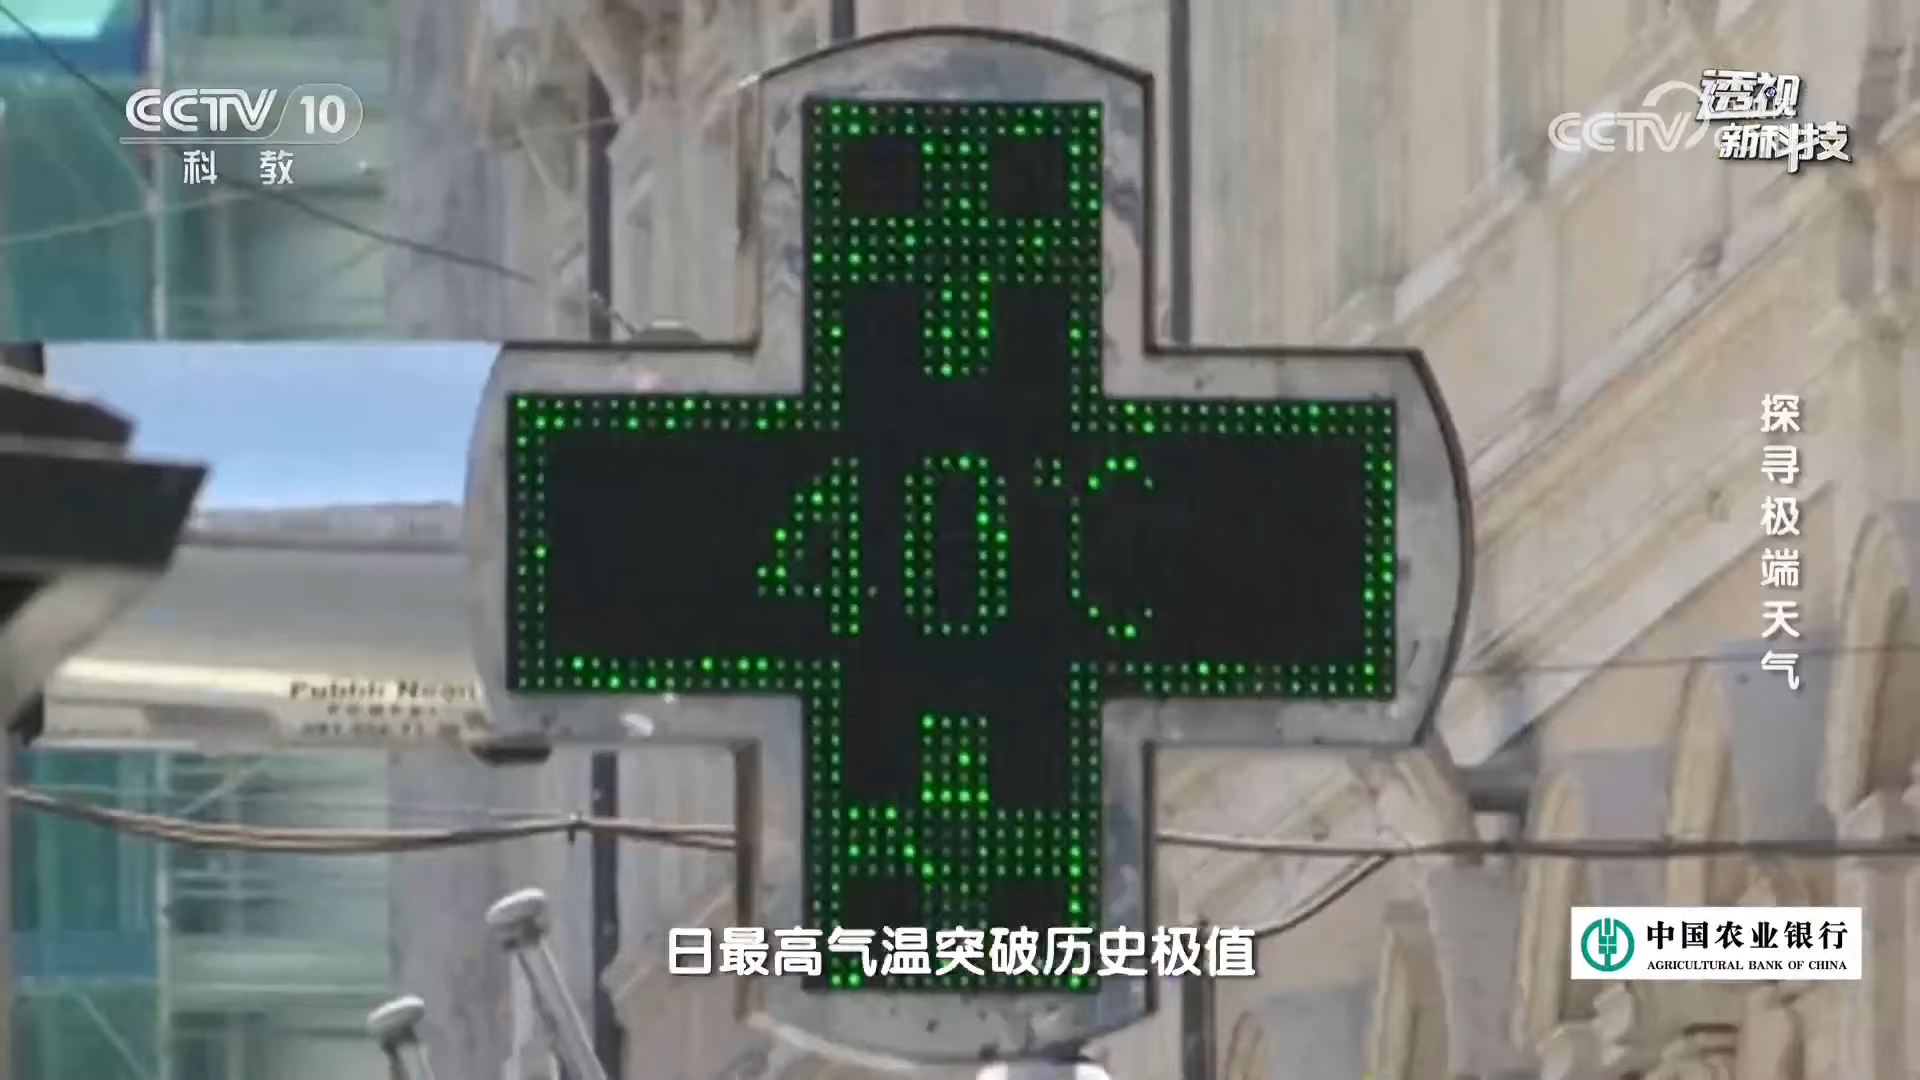 CCTV 10
科 教
CCTV
透视
新科技
40℃
探寻极端天气
日最高气温突破历史极值
中国农业银行
AGRICULTURAL BANK OF CHINA